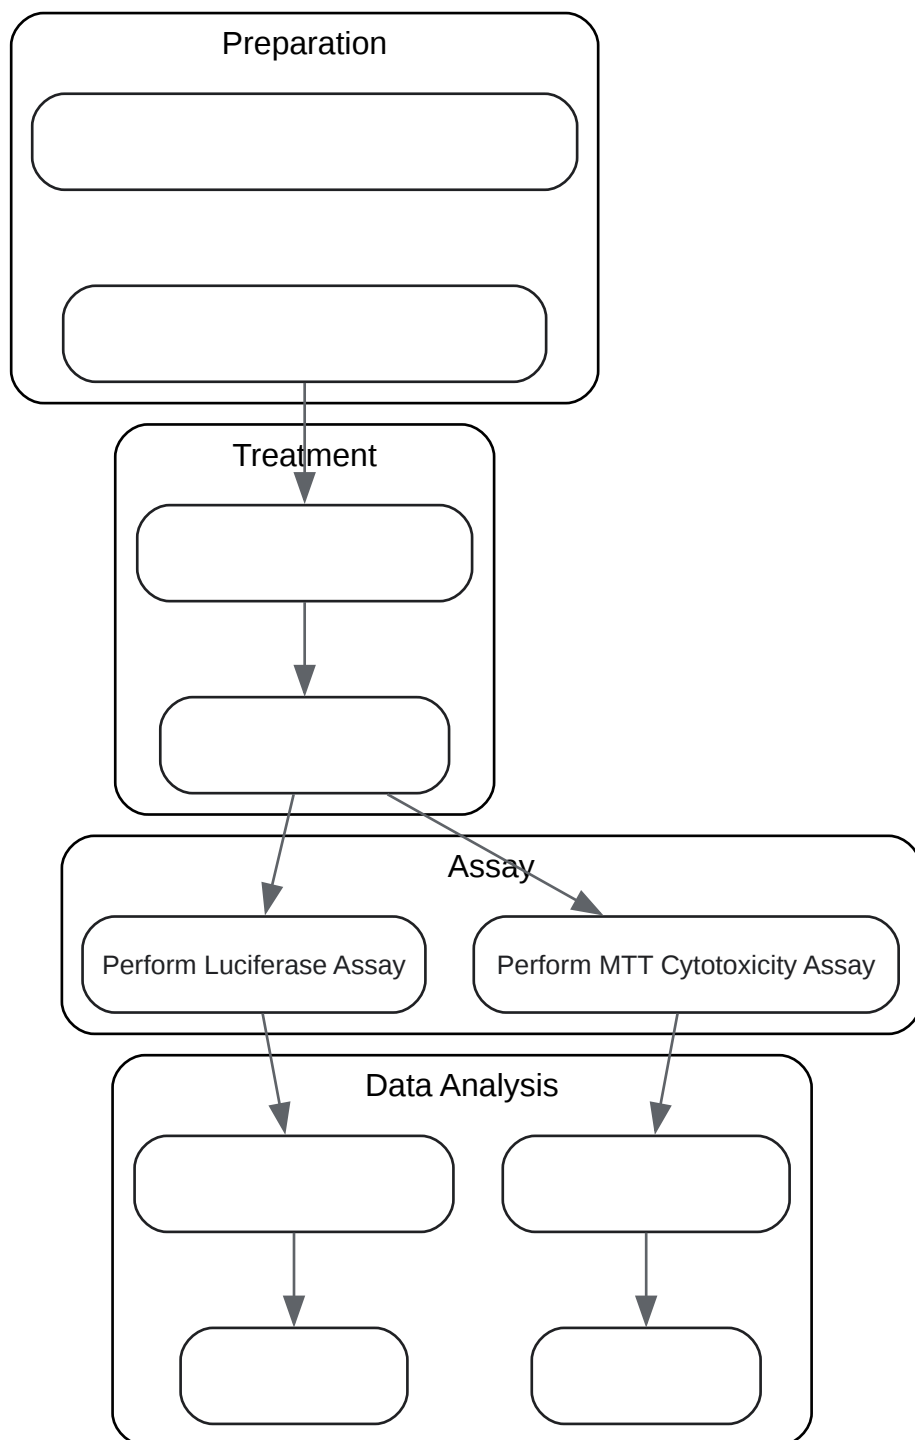 Preparation
Treatment
Assay
Perform Luciferase Assay
Perform MTT Cytotoxicity Assay
Data Analysis